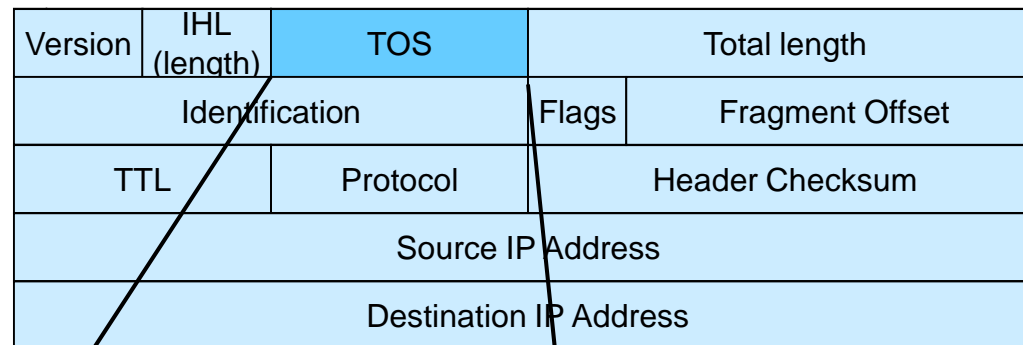 Version IHL (length) TOS Total length
Identification Flags Fragment Offset
TTL Protocol Header Checksum
Source IP Address
Destination IP Address